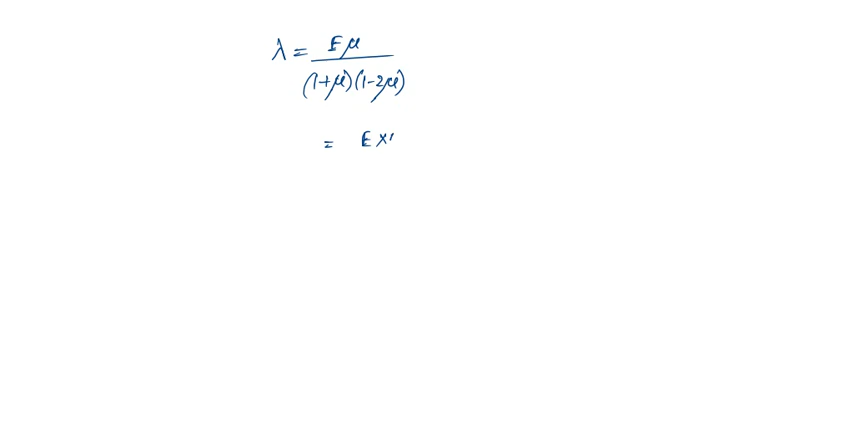 λ = Eμ
(1+μ)(1-2μ)
= E ×